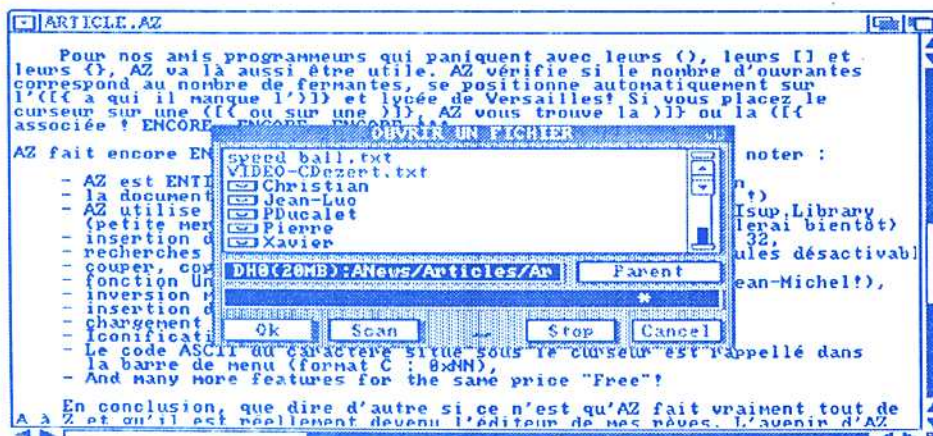 ARTICLE.AZ
Pour nos amis programmeurs qui paniquent avec leurs (), leurs [] et
leurs {}, AZ va là aussi être utile. AZ vérifie si le nombre d'ouvrantes
correspond au nombre de fermantes, se positionne automatiquement sur
l'([{ à qui il manque l')]} et lycée de Versailles! Si vous placez le
curseur sur une ([{ ou sur une )]}, AZ vous trouve la )]} ou la ([{
associée ! ENCORE
OUVRIR UN FICHIER
AZ fait encore EN noter :
speed ball.txt
VIDEO-CDezert.txt
Christian
Jean-Luo
PDucalet
Pierre
Xavier
DH0(20MB):ANews/Articles/Ar
Parent
*
Ok Scan Stop Cancel
- AZ est ENTI
- la document !)
- AZ utilise Isup.Library
(petite mer lerai bientôt)
- insertion d 32,
- recherches ules désactivabl
- couper, cop
- fonction Un ean-Michel!),
- inversion M
- insertion d
- chargement
- Iconificati
- Le code ASCII du caractère situé sous le curseur est rappellé dans
la barre de menu (format C : 0xNN),
- And many more features for the same price "Free"!
En conclusion, que dire d'autre si ce n'est qu'AZ fait vraiment tout de
A à Z et qu'il est réellement devenu l'éditeur de mes rêves. L'avenir d'AZ